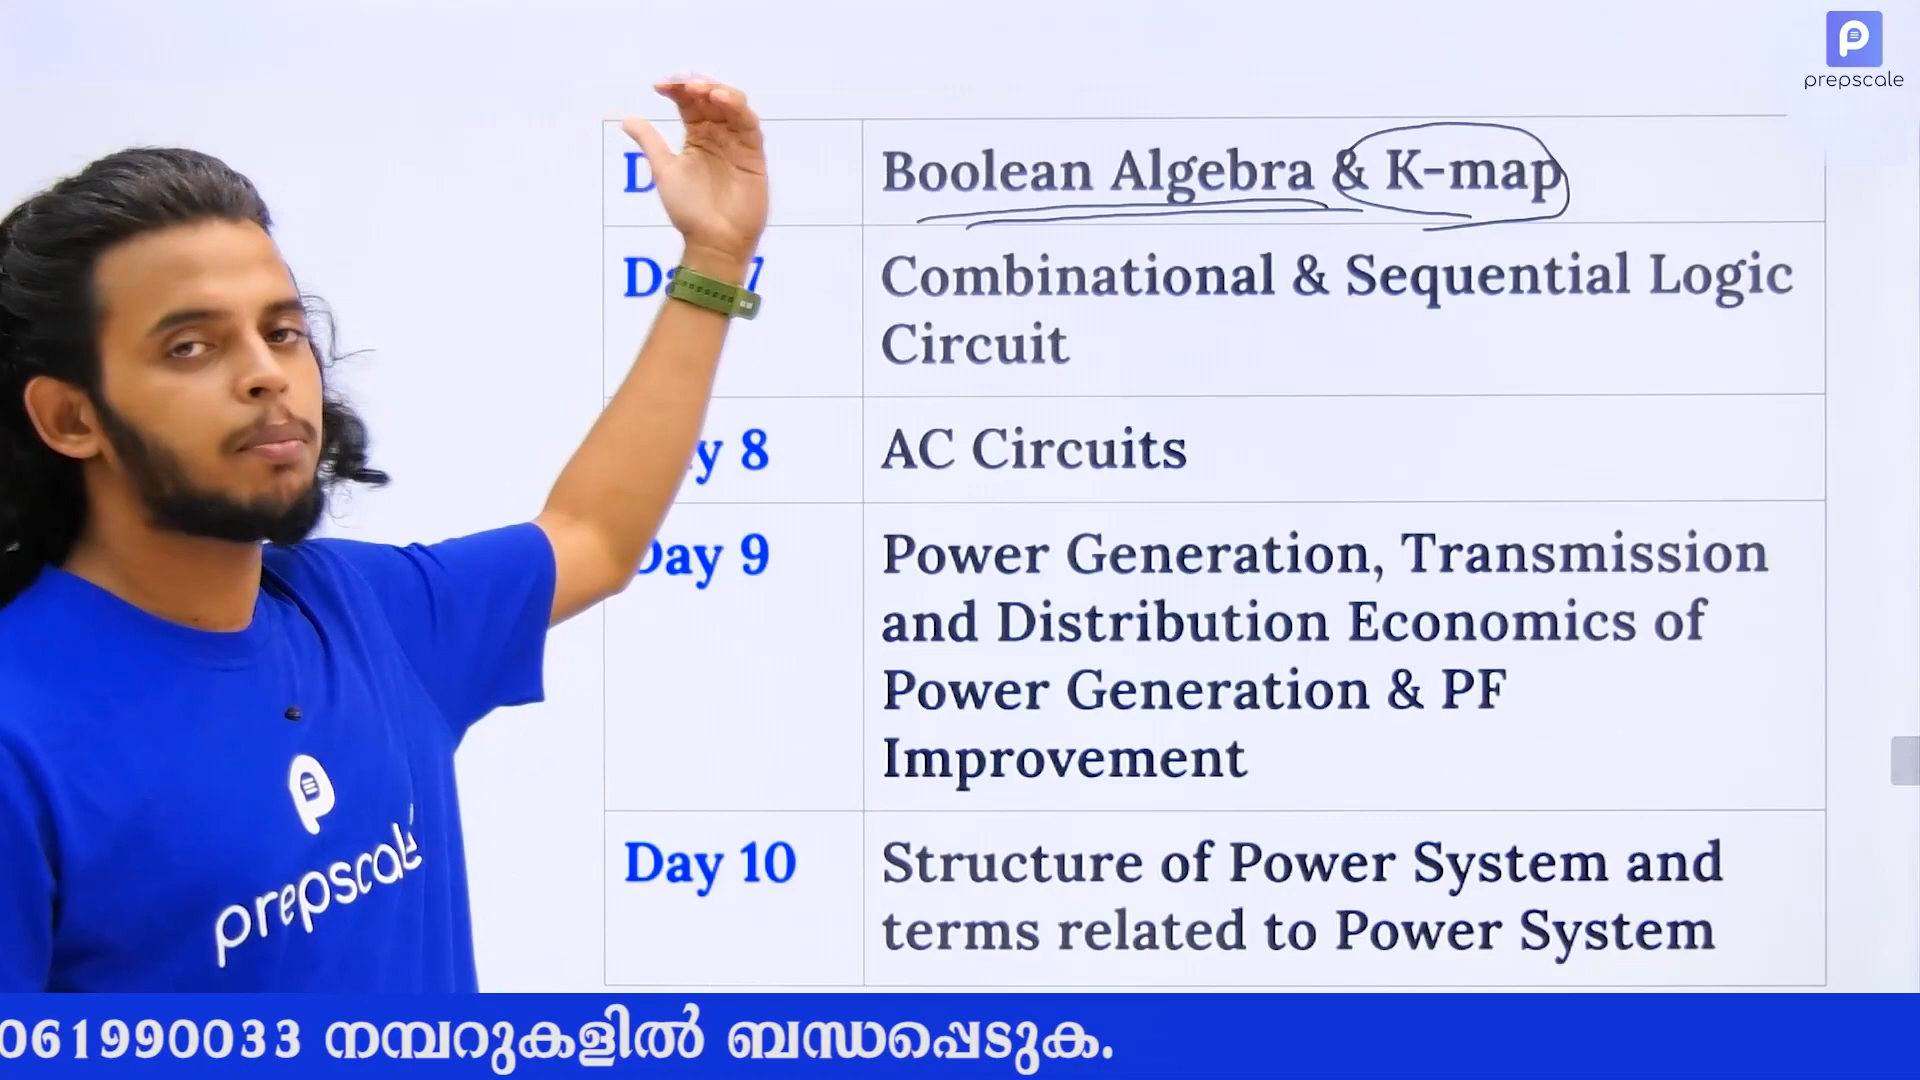 prepscale
Boolean Algebra & K-map
7
Combinational & Sequential Logic
Circuit
8
AC Circuits
Day 9
Power Generation, Transmission
and Distribution Economics of
Power Generation & PF
Improvement
Day 10
Structure of Power System and
terms related to Power System
prepscale
061990033 നമ്പറുകളിൽ ബന്ധപ്പെടുക.